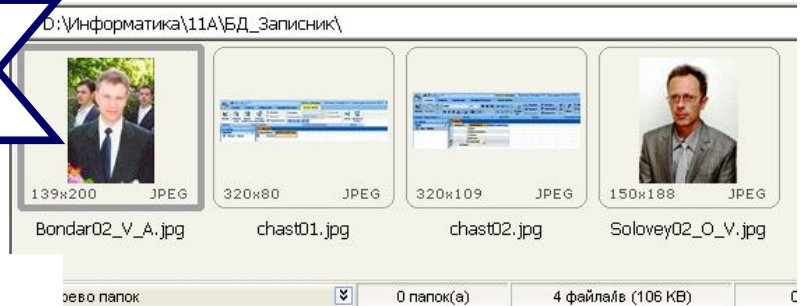 D:\Информатика\11А\БД_Записник\
139x200 JPEG
320x80 JPEG
320x109 JPEG
150x188 JPEG
Bondar02_V_A.jpg
chast01.jpg
chast02.jpg
Solovey02_O_V.jpg
рево папок
0 папок(а)
4 файла/ів (106 KB)